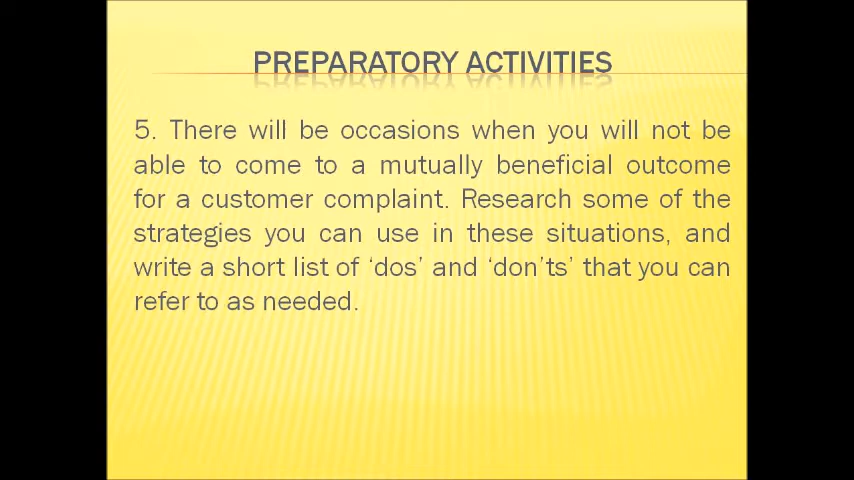 PREPARATORY ACTIVITIES
5. There will be occasions when you will not be
able to come to a mutually beneficial outcome
for a customer complaint. Research some of the
strategies you can use in these situations, and
write a short list of ‘dos’ and ‘don’ts’ that you can
refer to as needed.